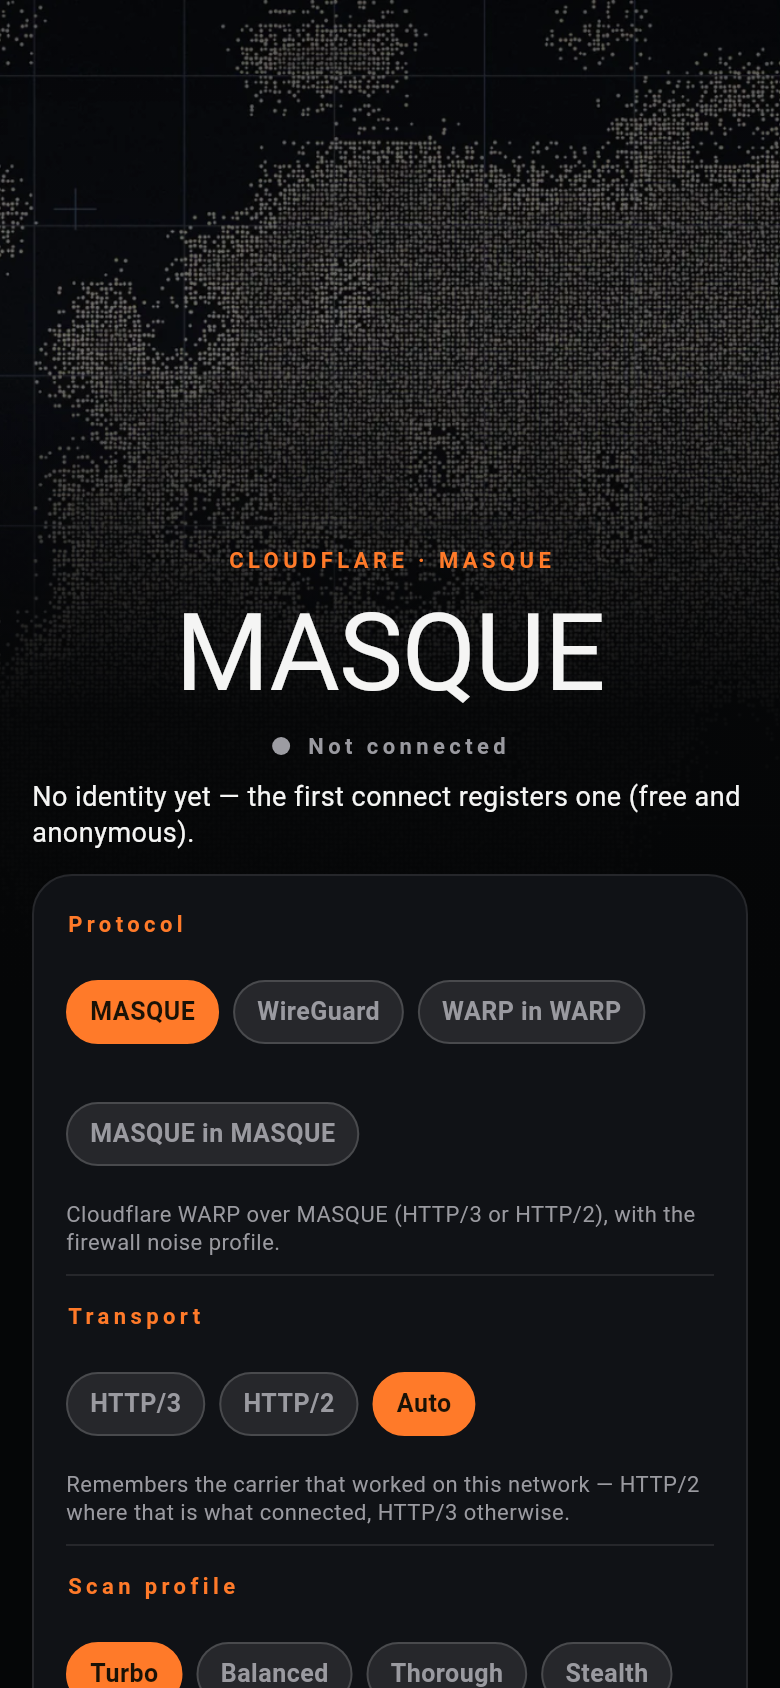 CLOUDFLARE · MASQUE
MASQUE
Not connected
No identity yet — the first connect registers one (free and
anonymous).
Protocol
MASQUE WireGuard WARP in WARP
MASQUE in MASQUE
Cloudflare WARP over MASQUE (HTTP/3 or HTTP/2), with the
firewall noise profile.
Transport
HTTP/3 HTTP/2 Auto
Remembers the carrier that worked on this network — HTTP/2
where that is what connected, HTTP/3 otherwise.
Scan profile
Turbo Balanced Thorough Stealth